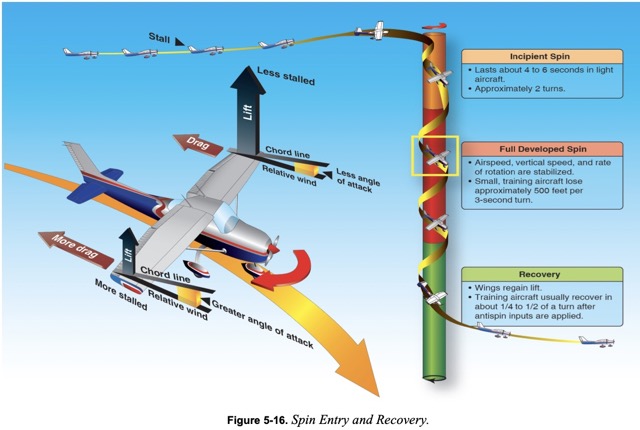 Stall
Less stalled
Lift
Drag
Chord line
Relative wind
Less angle
of attack
More drag
Lift
Chord line
More stalled
Relative wind
Greater angle of attack
Incipient Spin
• Lasts about 4 to 6 seconds in light
aircraft.
• Approximately 2 turns.
Full Developed Spin
• Airspeed, vertical speed, and rate
of rotation are stabilized.
• Small, training aircraft lose
approximately 500 feet per
3-second turn.
Recovery
• Wings regain lift.
• Training aircraft usually recover in
about 1/4 to 1/2 of a turn after
antispin inputs are applied.
Figure 5-16. Spin Entry and Recovery.